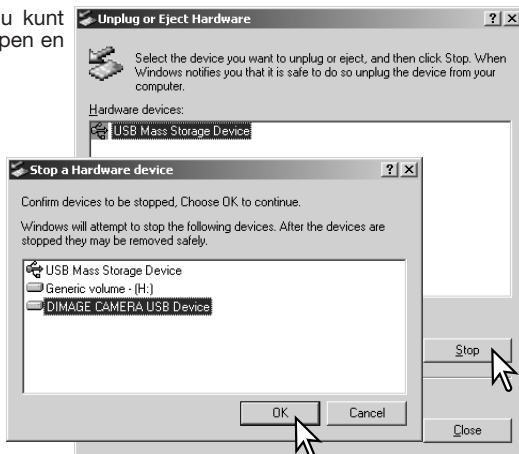 u kunt
pen en
Unplug or Eject Hardware
Select the device you want to unplug or eject, and then click Stop. When
Windows notifies you that it is safe to do so unplug the device from your
computer.
Hardware devices:
USB Mass Storage Device
Stop a Hardware device
Confirm devices to be stopped, Choose OK to continue.
Windows will attempt to stop the following devices. After the devices are
stopped they may be removed safely.
USB Mass Storage Device
Generic volume - (H:)
DIMAGE CAMERA USB Device
Stop
OK
Cancel
Close